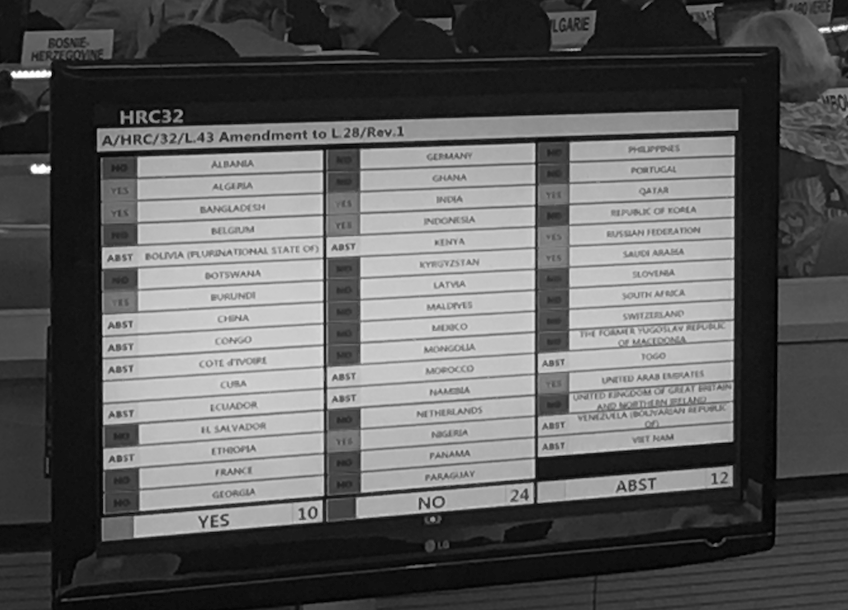 BOSNIE-
HERZEGOVINE
LGARIE
CABO VERDE
HRC32
A/HRC/32/L.43 Amendment to L.28/Rev.1
NO ALBANIA
YES ALGERIA
YES BANGLADESH
NO BELGIUM
ABST BOLIVIA (PLURINATIONAL STATE OF)
NO BOTSWANA
YES BURUNDI
ABST CHINA
ABST CONGO
ABST COTE d'IVOIRE
CUBA
ABST ECUADOR
NO EL SALVADOR
ABST ETHIOPIA
NO FRANCE
NO GEORGIA
NO GERMANY
NO GHANA
YES INDIA
YES INDONESIA
ABST KENYA
NO KYRGYZSTAN
NO LATVIA
NO MALDIVES
NO MEXICO
NO MONGOLIA
ABST MOROCCO
ABST NAMIBIA
NO NETHERLANDS
YES NIGERIA
NO PANAMA
NO PARAGUAY
NO PHILIPPINES
NO PORTUGAL
YES QATAR
NO REPUBLIC OF KOREA
YES RUSSIAN FEDERATION
YES SAUDI ARABIA
NO SLOVENIA
NO SOUTH AFRICA
NO SWITZERLAND
NO THE FORMER YUGOSLAV REPUBLIC
OF MACEDONIA
ABST TOGO
YES UNITED ARAB EMIRATES
NO UNITED KINGDOM OF GREAT BRITAIN
AND NORTHERN IRELAND
ABST VENEZUELA (BOLIVARIAN REPUBLIC
OF)
ABST VIET NAM
YES 10
NO 24
ABST 12
LG